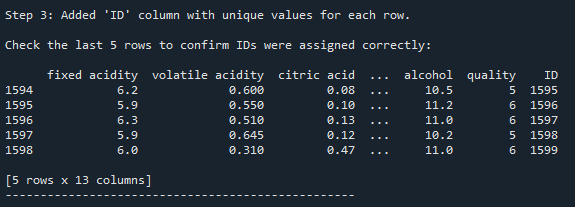 Step 3: Added 'ID' column with unique values for each row.
Check the last 5 rows to confirm IDs were assigned correctly:
fixed acidity volatile acidity citric acid ... alcohol quality ID
1594 6.2 0.600 0.08 ... 10.5 5 1595
1595 5.9 0.550 0.10 ... 11.2 6 1596
1596 6.3 0.510 0.13 ... 11.0 6 1597
1597 5.9 0.645 0.12 ... 10.2 5 1598
1598 6.0 0.310 0.47 ... 11.0 6 1599
[5 rows x 13 columns]
--------------------------------------------------